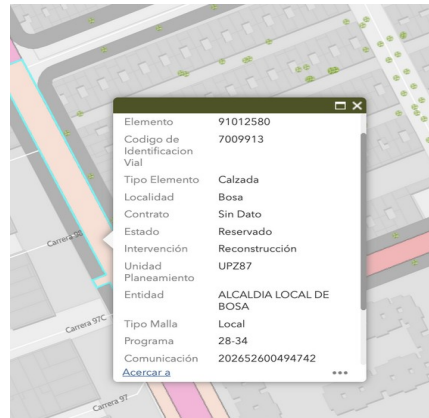 Elemento 91012580
Codigo de 7009913
Identificacion
Vial
Tipo Elemento Calzada
Localidad Bosa
Contrato Sin Dato
Estado Reservado
Intervención Reconstrucción
Unidad UPZ87
Planeamiento
Entidad ALCALDIA LOCAL DE
BOSA
Tipo Malla Local
Programa 28-34
Comunicación 202652600494742
Acercar a
Carrera 97C
Carrera 97